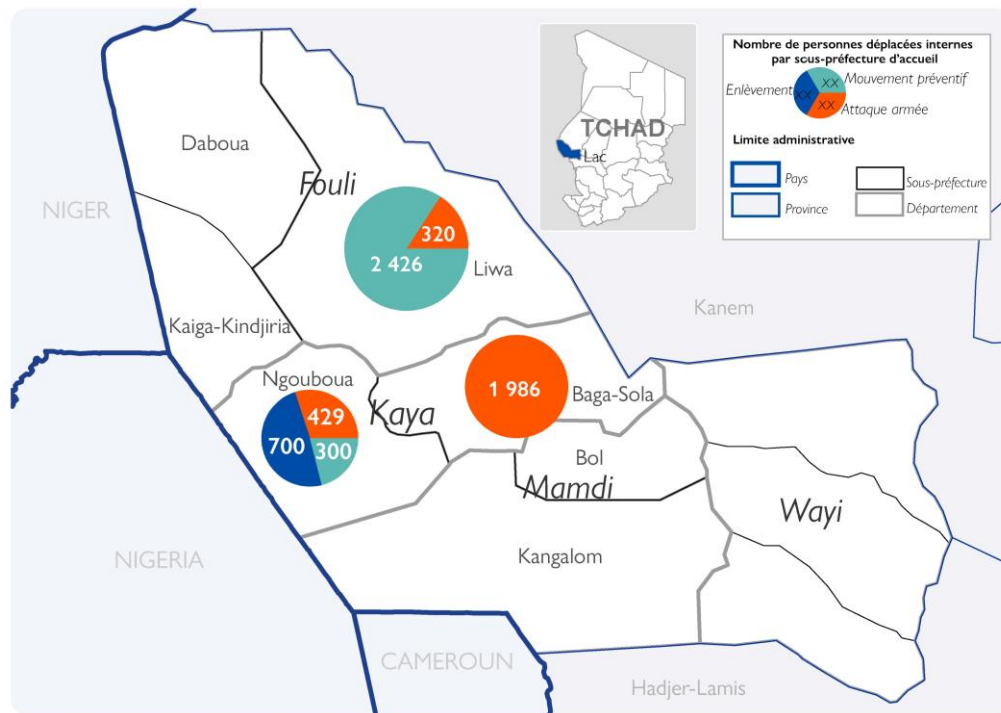 Nombre de personnes déplacées internes
par sous-préfecture d'accueil
Enlèvement
Mouvement préventif
Attaque armée
XX
XX
XX
Limite administrative
Pays
Sous-préfecture
Province
Département
TCHAD
Lac
Daboua
NIGER
Fouli
320
2 426
Liwa
Kanem
Kaiga-Kindjiria
Ngouboua
429
700
300
Kaya
1 986
Baga-Sola
Bol
Mamdi
Wayi
Kangalom
NIGERIA
CAMEROUN
Hadjer-Lamis